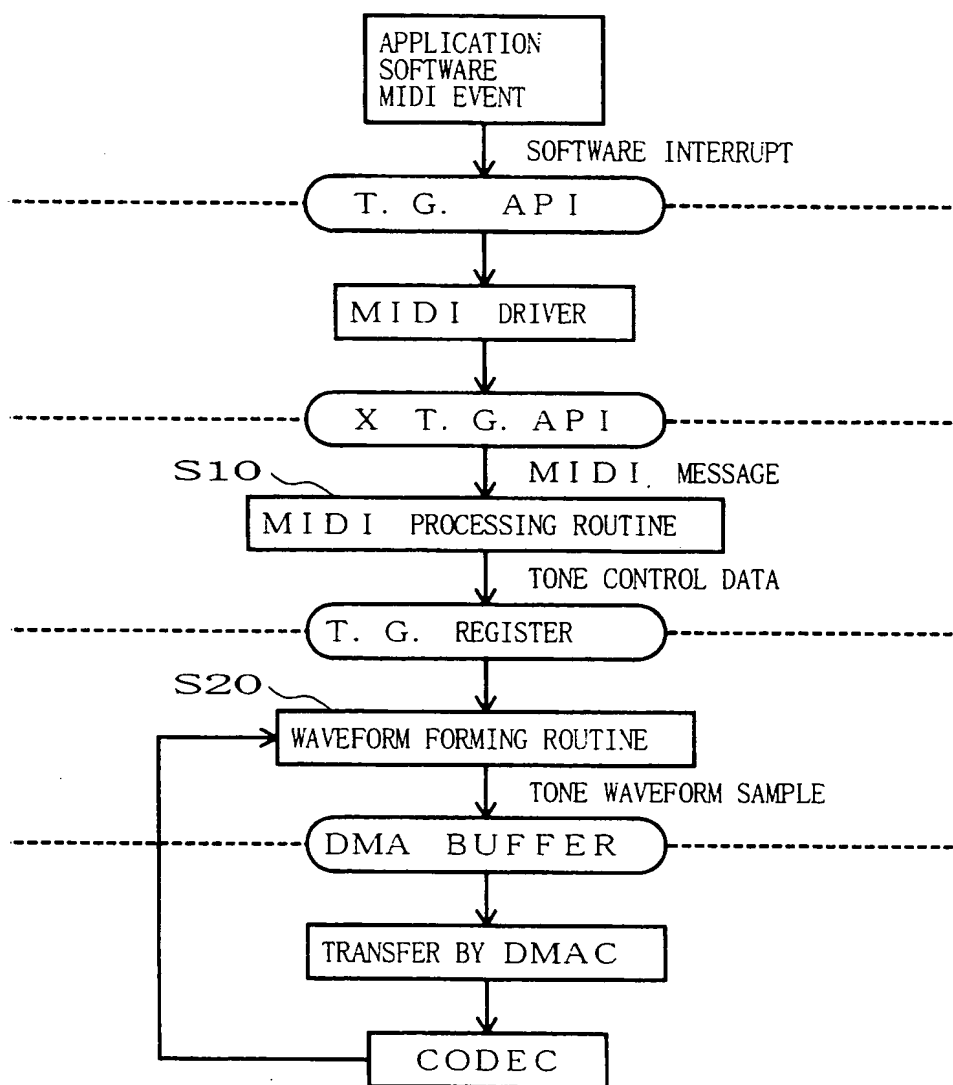 APPLICATION
SOFTWARE
MIDI EVENT
SOFTWARE INTERRUPT
T. G. API
MIDI DRIVER
X T. G. API
S10
MIDI. MESSAGE
MIDI PROCESSING ROUTINE
TONE CONTROL DATA
T. G. REGISTER
S20
WAVEFORM FORMING ROUTINE
TONE WAVEFORM SAMPLE
DMA BUFFER
TRANSFER BY DMAC
CODEC